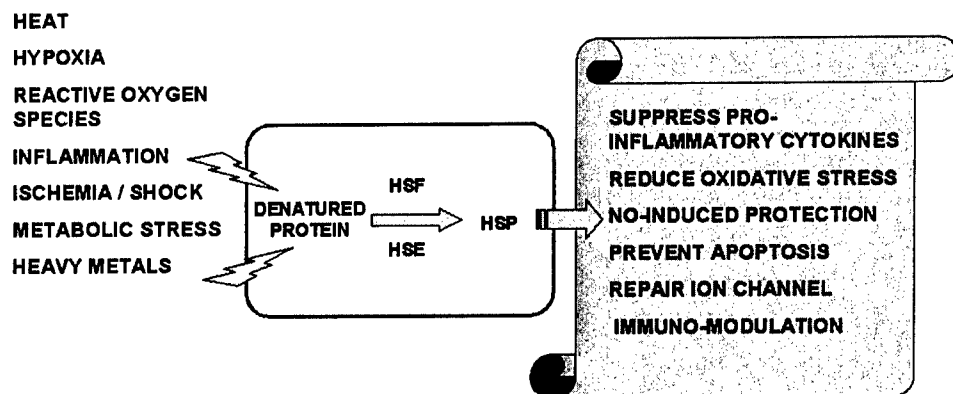 HEAT
HYPOXIA
REACTIVE OXYGEN
SPECIES
INFLAMMATION
ISCHEMIA / SHOCK
METABOLIC STRESS
HEAVY METALS
DENATURED
PROTEIN
HSF
HSE
HSP
SUPPRESS PRO-
INFLAMMATORY CYTOKINES
REDUCE OXIDATIVE STRESS
NO-INDUCED PROTECTION
PREVENT APOPTOSIS
REPAIR ION CHANNEL
IMMUNO-MODULATION